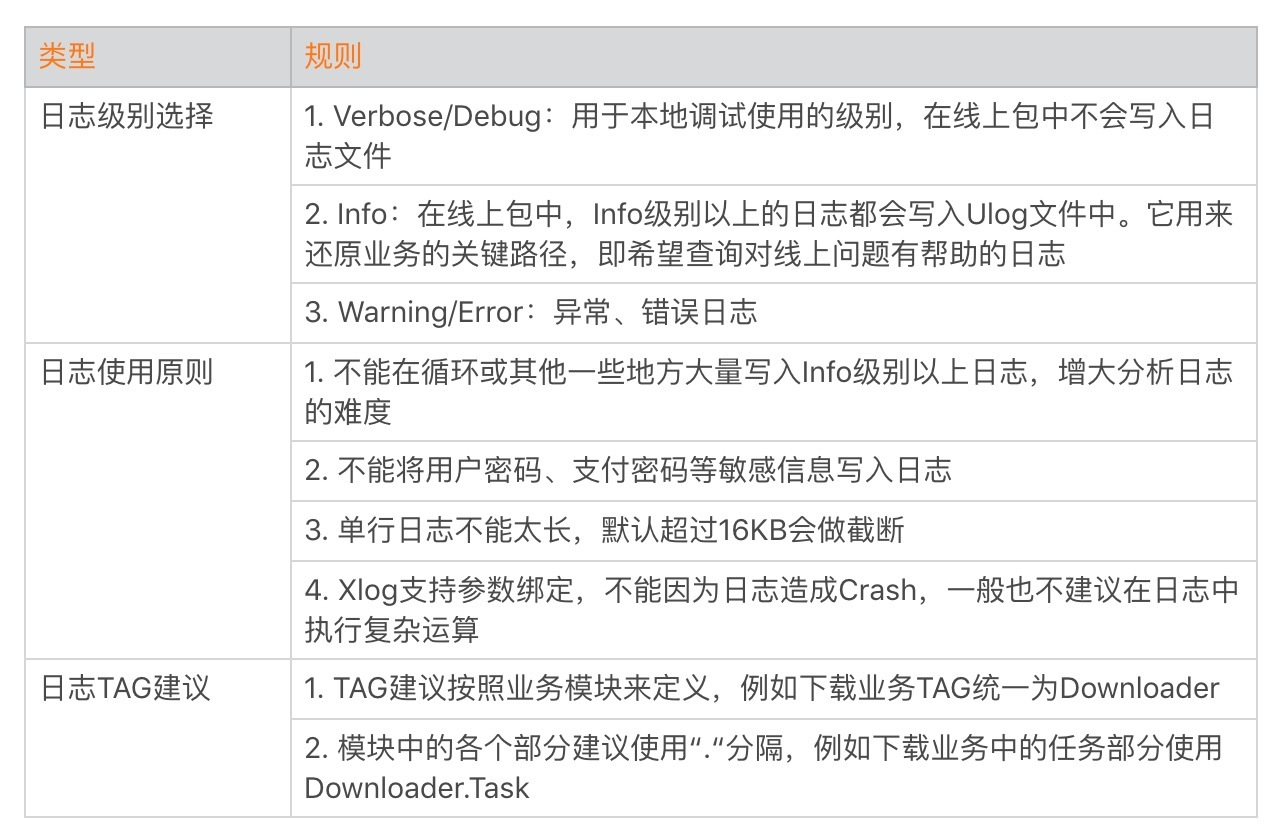 类型
规则
日志级别选择
1. Verbose/Debug：用于本地调试使用的级别，在线上包中不会写入日
志文件
2. Info：在线上包中，Info级别以上的日志都会写入Ulog文件中。它用来
还原业务的关键路径，即希望查询对线上问题有帮助的日志
3. Warning/Error：异常、错误日志
日志使用原则
1. 不能在循环或其他一些地方大量写入Info级别以上日志，增大分析日志
的难度
2. 不能将用户密码、支付密码等敏感信息写入日志
3. 单行日志不能太长，默认超过16KB会做截断
4. Xlog支持参数绑定，不能因为日志造成Crash，一般也不建议在日志中
执行复杂运算
日志TAG建议
1. TAG建议按照业务模块来定义，例如下载业务TAG统一为Downloader
2. 模块中的各个部分建议使用“.“分隔，例如下载业务中的任务部分使用
Downloader.Task